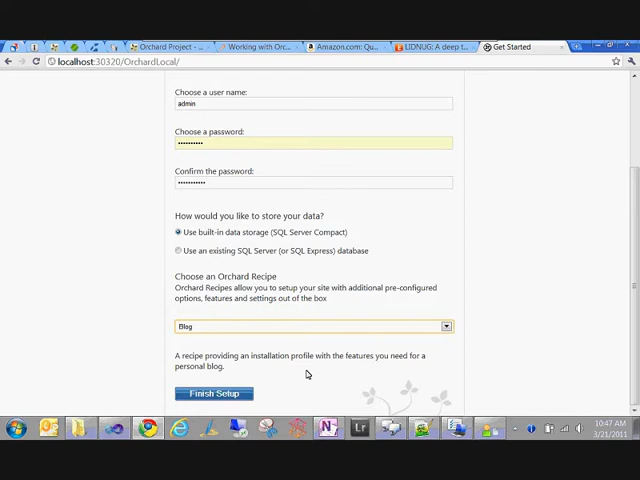 Orchard Project - 
Working with Orc...
Amazon.com: Qu...
LIDNUG: A deep t...
Get Started
localhost:30320/OrchardLocal/
Choose a user name:
admin
Choose a password:
••••••••••
Confirm the password:
•••••••••••
How would you like to store your data?
Use built-in data storage (SQL Server Compact)
Use an existing SQL Server (or SQL Express) database
Choose an Orchard Recipe
Orchard Recipes allow you to setup your site with additional pre-configured
options, features and settings out of the box
Blog
A recipe providing an installation profile with the features you need for a
personal blog.
Finish Setup
Lr
10:47 AM
3/21/2011